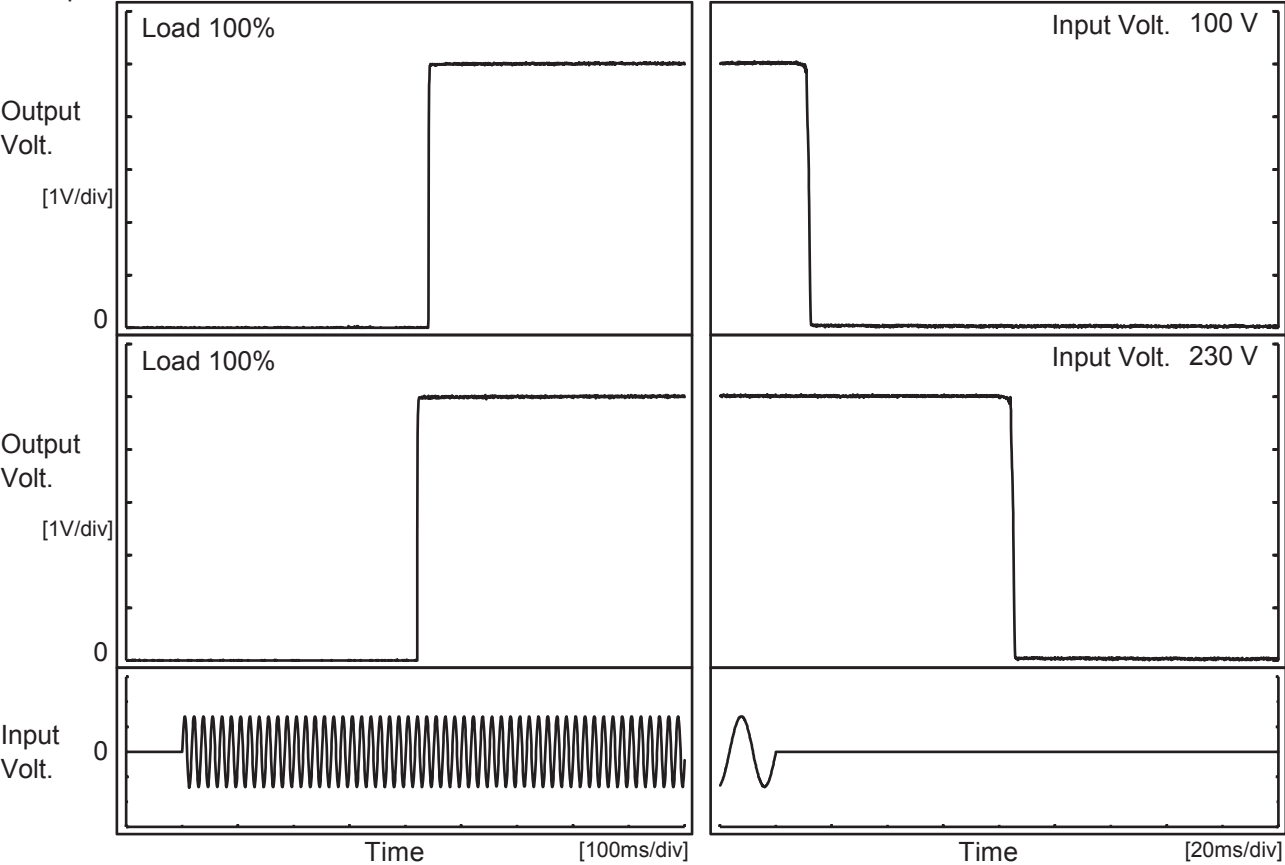 Load 100%
Input Volt. 100 V
Output
Volt.
[1V/div]
0
Load 100%
Input Volt. 230 V
Output
Volt.
[1V/div]
0
Input
Volt.
0
Time
[100ms/div]
Time
[20ms/div]